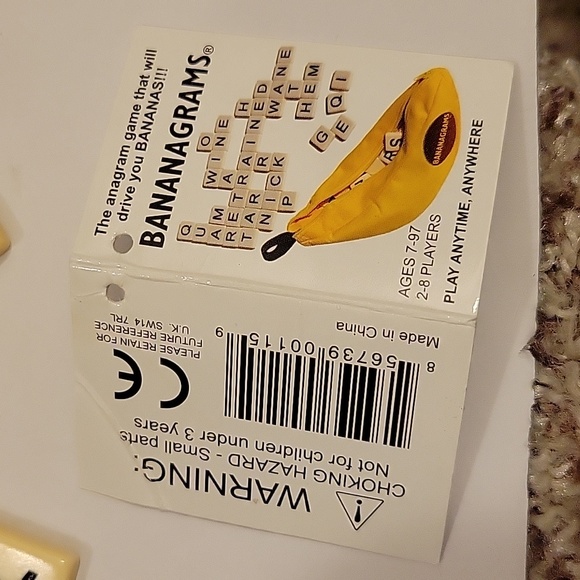 The anagram game that will
drive you BANANAS!!!
BANANAGRAMS®
BANANAGRAMS
AGES 7-97
2-8 PLAYERS
PLAY ANYTIME, ANYWHERE
WARNING:
CHOKING HAZARD - Small parts
Not for children under 3 years
8 56739 00115 9
Made in China
CE
PLEASE RETAIN FOR
FUTURE REFERENCE
U.K. SW14 7RL